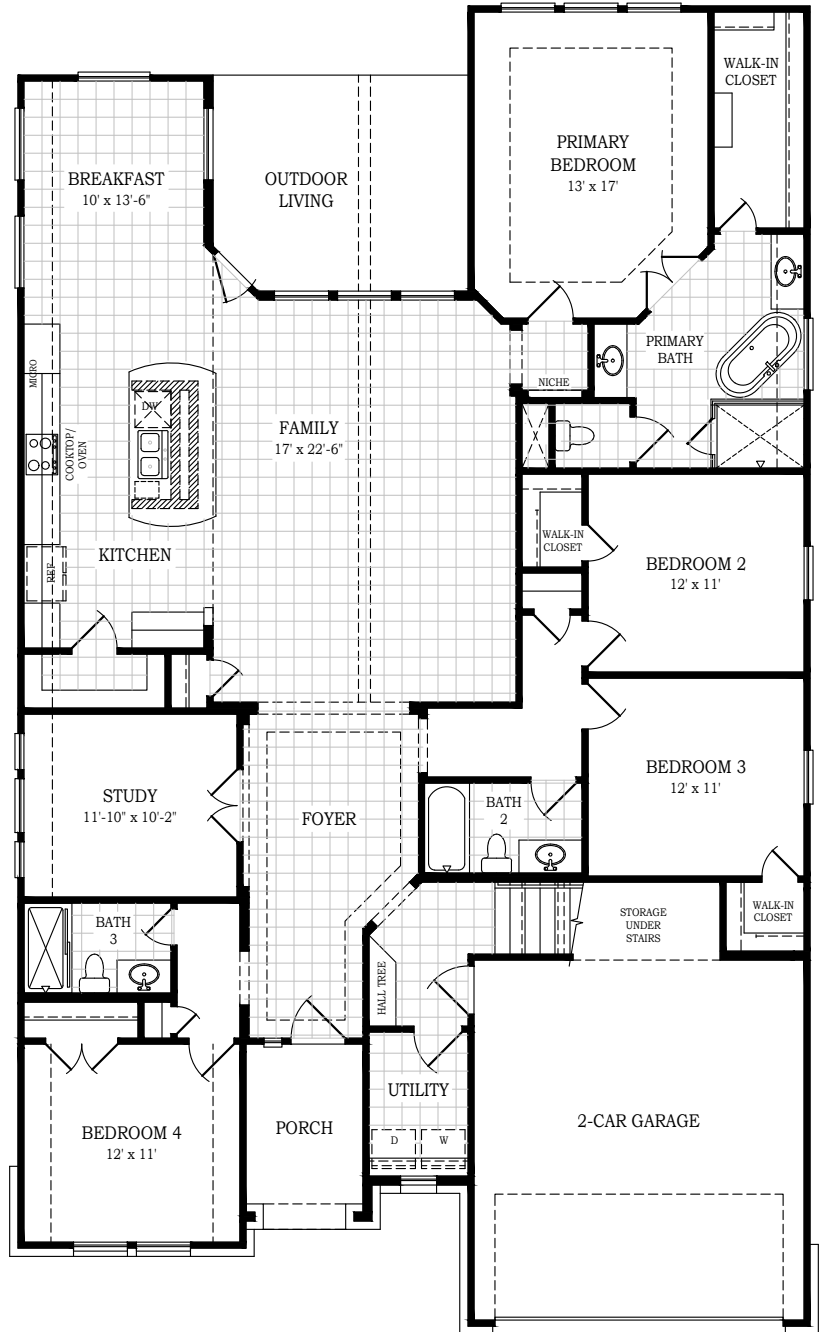 WALK-IN
CLOSET
PRIMARY
BEDROOM
13' x 17'
BREAKFAST
10' x 13'-6"
OUTDOOR
LIVING
PRIMARY
BATH
MICRO
NICHE
DW
FAMILY
17' x 22'-6"
COOKTOP/
OVEN
WALK-IN
CLOSET
KITCHEN
REF
BEDROOM 2
12' x 11'
BEDROOM 3
12' x 11'
STUDY
11'-10" x 10'-2"
FOYER
BATH
2
BATH
3
STORAGE
UNDER
STAIRS
WALK-IN
CLOSET
HALL TREE
UTILITY
2-CAR GARAGE
PORCH
BEDROOM 4
12' x 11'
D
W